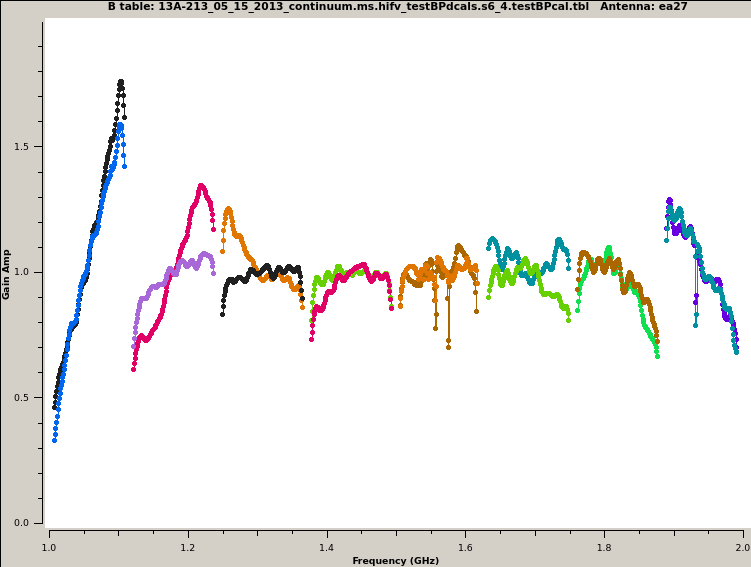 B table: 13A-213_05_15_2013_continuum.ms.hifv_testBPdcals.s6_4.testBPcal.tbl Antenna: ea27
Gain Amp
1.5
1.0
0.5
0.0
1.0 1.2 1.4 1.6 1.8 2.0
Frequency (GHz)